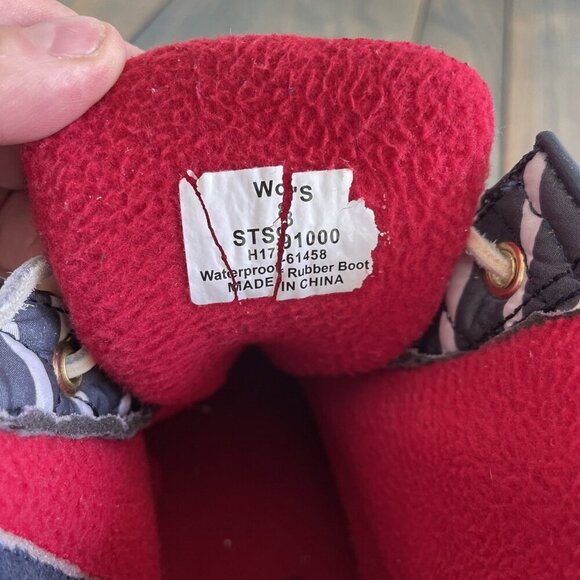 Wo'S
8
STS91000
H17-61458
Waterproof Rubber Boot
MADE IN CHINA